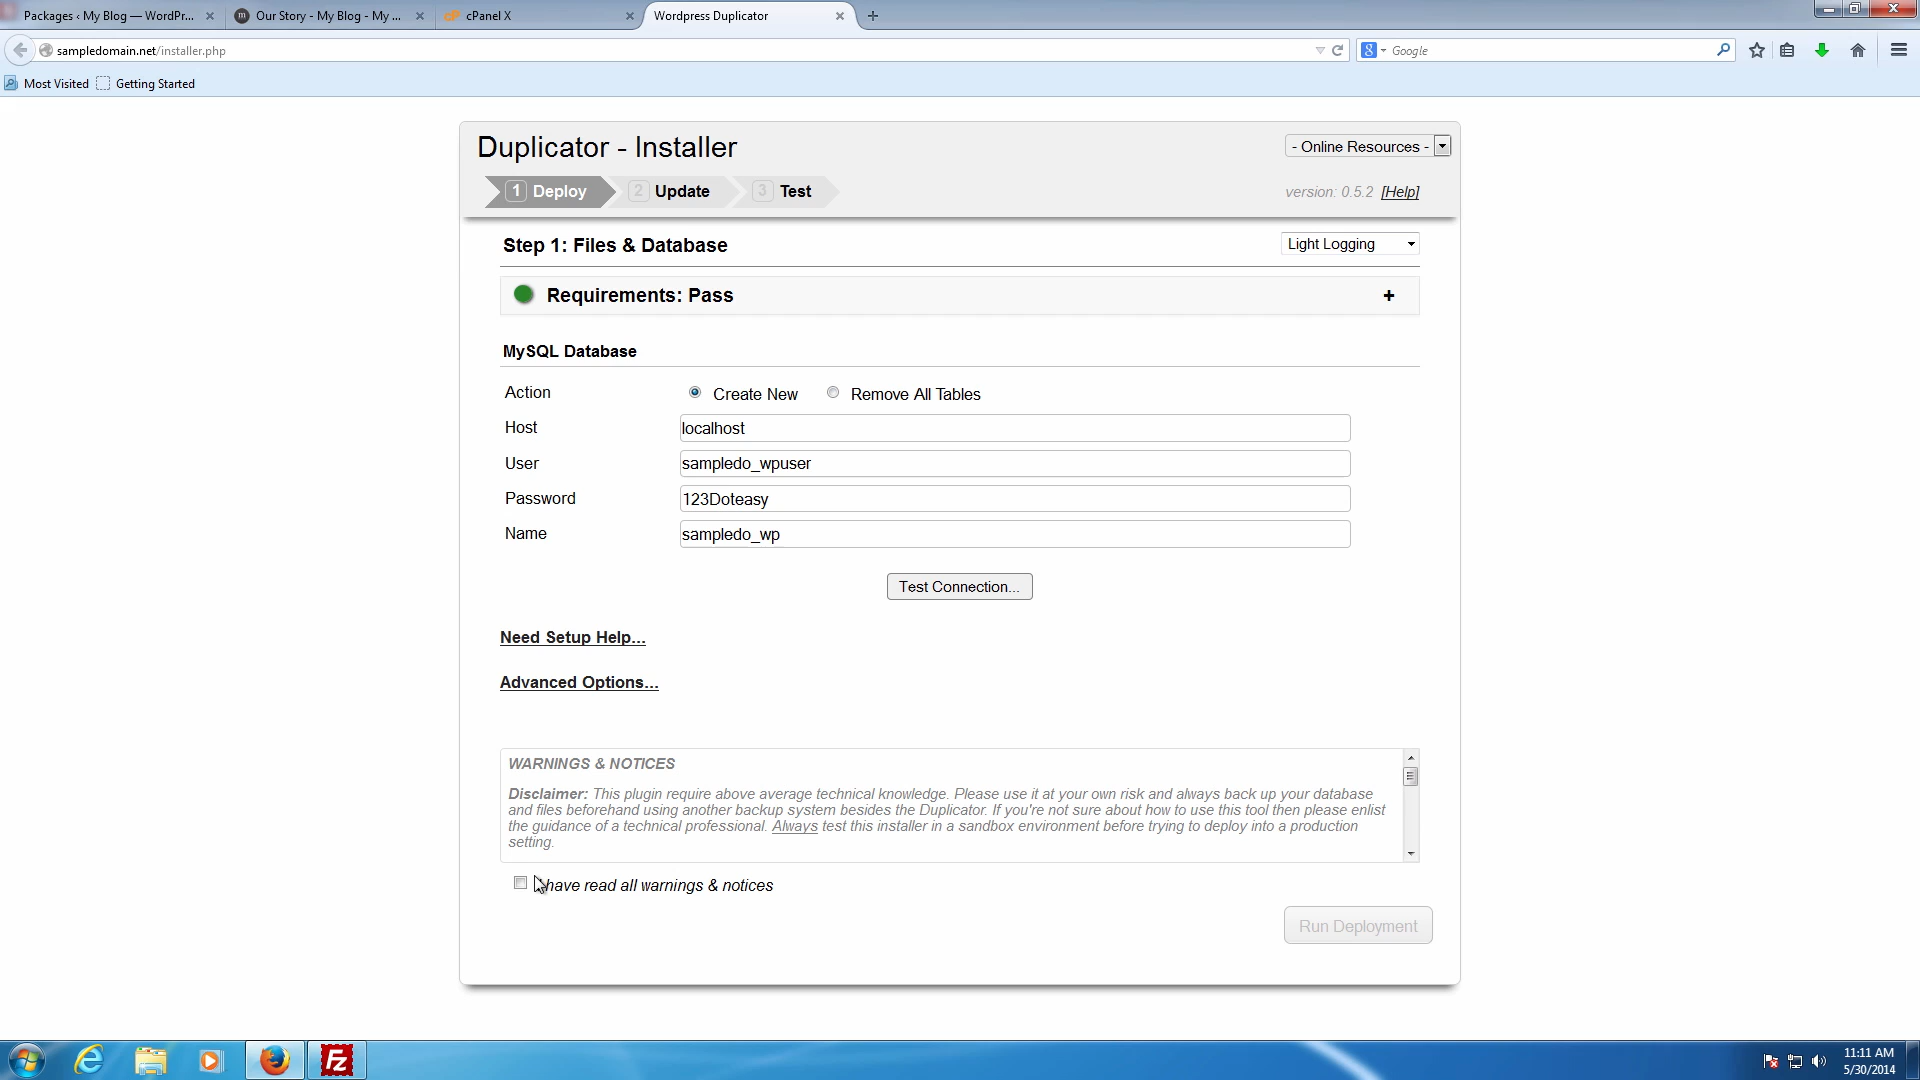 Packages ‹ My Blog — WordPr...
Our Story - My Blog - My ...
cPanel X
Wordpress Duplicator
sampledomain.net/installer.php
Google
Most Visited
Getting Started
Duplicator - Installer
- Online Resources -
1 Deploy
2 Update
3 Test
version: 0.5.2 [Help]
Step 1: Files & Database
Light Logging
Requirements: Pass
+
MySQL Database
Action
Create New
Remove All Tables
Host
localhost
User
sampledo_wpuser
Password
123Doteasy
Name
sampledo_wp
Test Connection...
Need Setup Help...
Advanced Options...
WARNINGS & NOTICES
Disclaimer: This plugin require above average technical knowledge. Please use it at your own risk and always back up your database
and files beforehand using another backup system besides the Duplicator. If you're not sure about how to use this tool then please enlist
the guidance of a technical professional. Always test this installer in a sandbox environment before trying to deploy into a production
setting.
have read all warnings & notices
Run Deployment
11:11 AM
5/30/2014